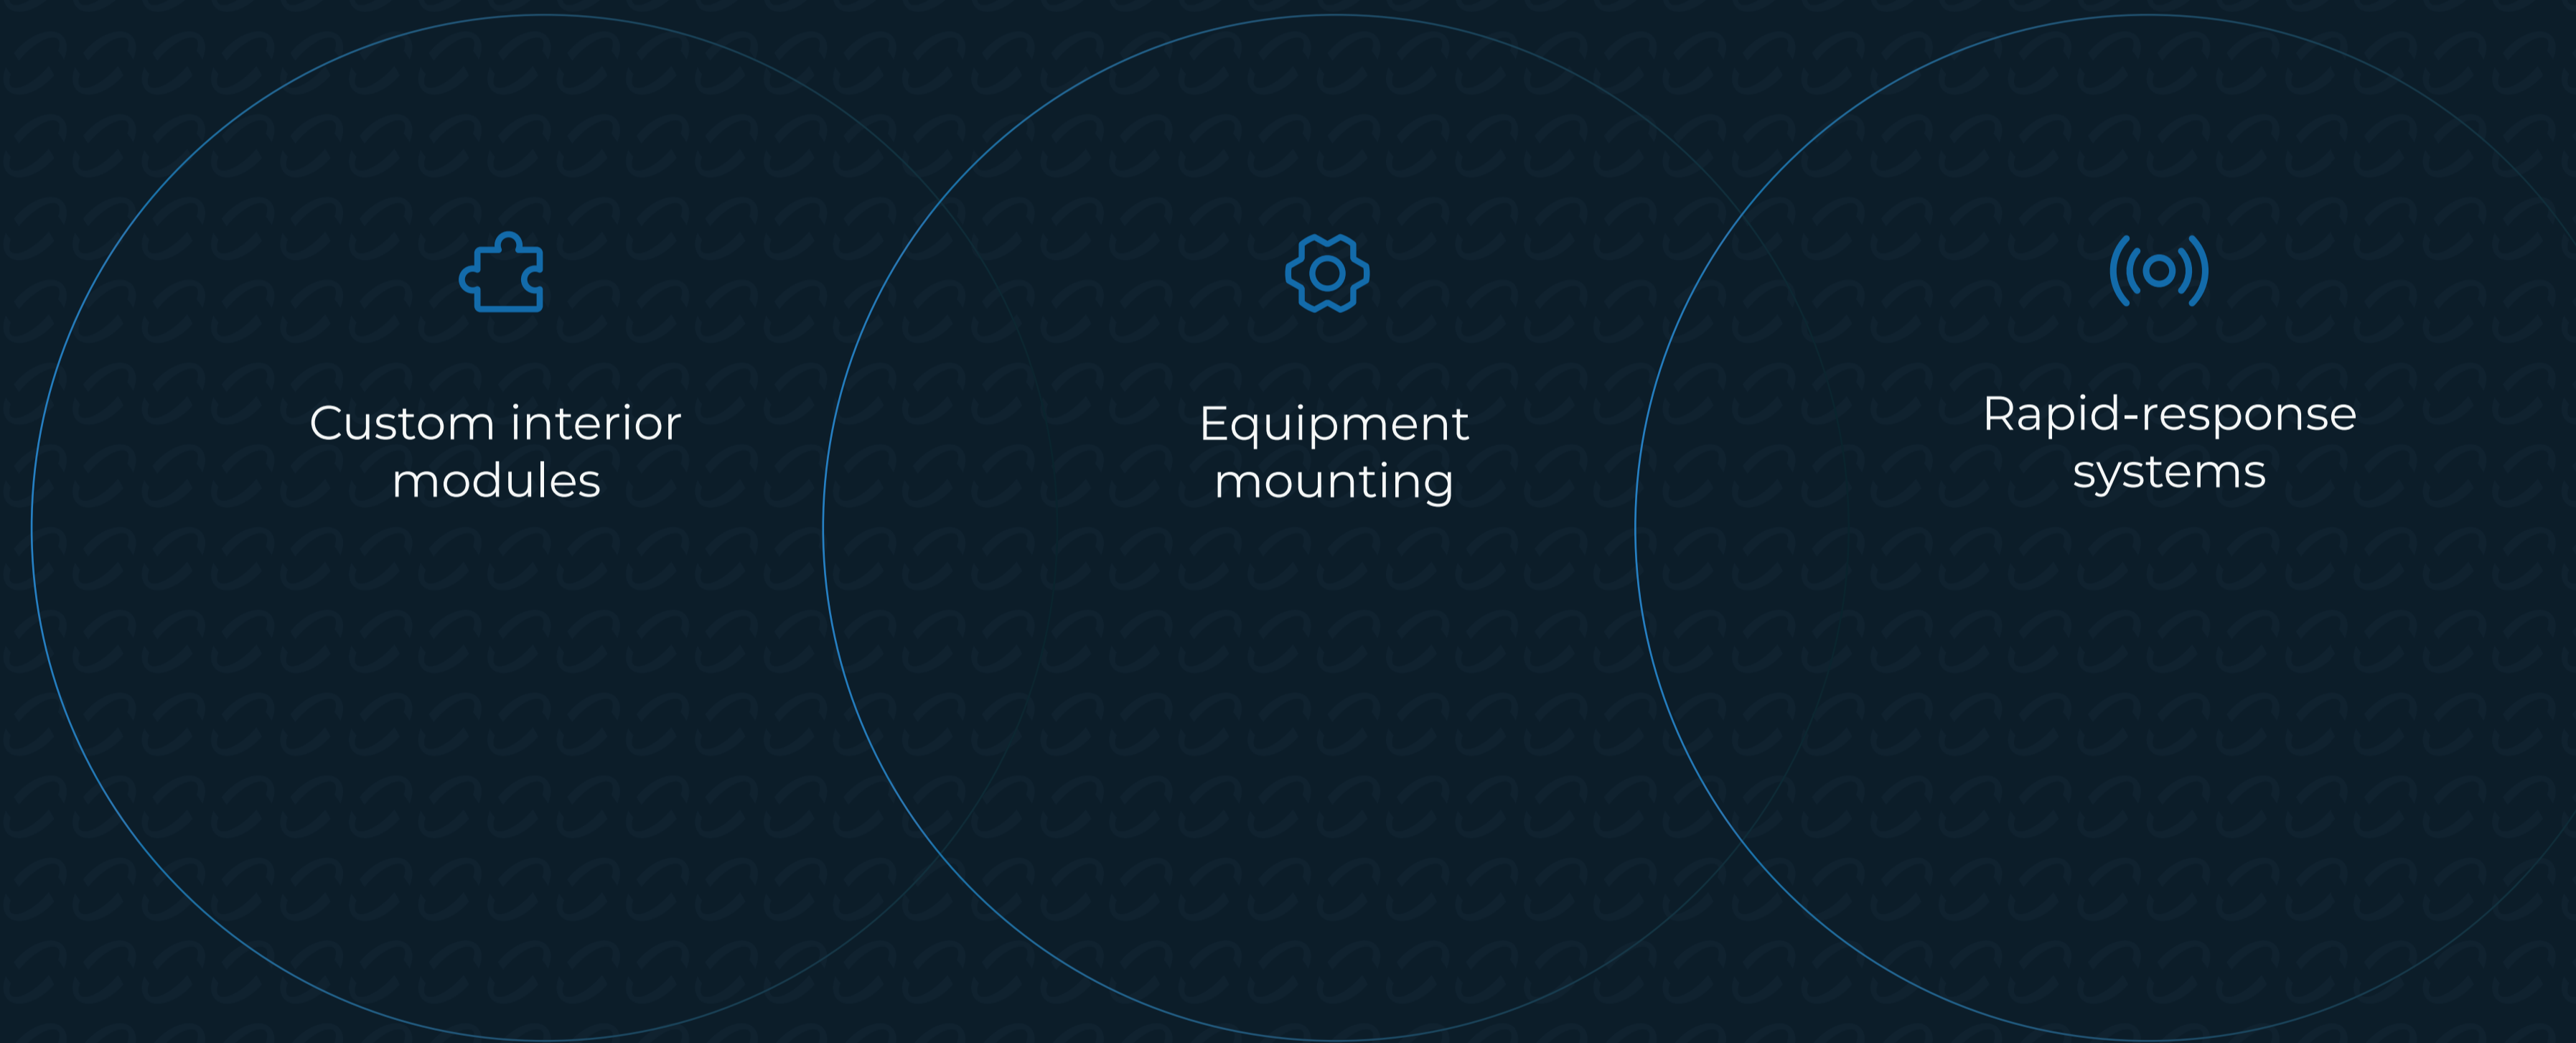 Custom interior
modules
Equipment
mounting
Rapid-response
systems